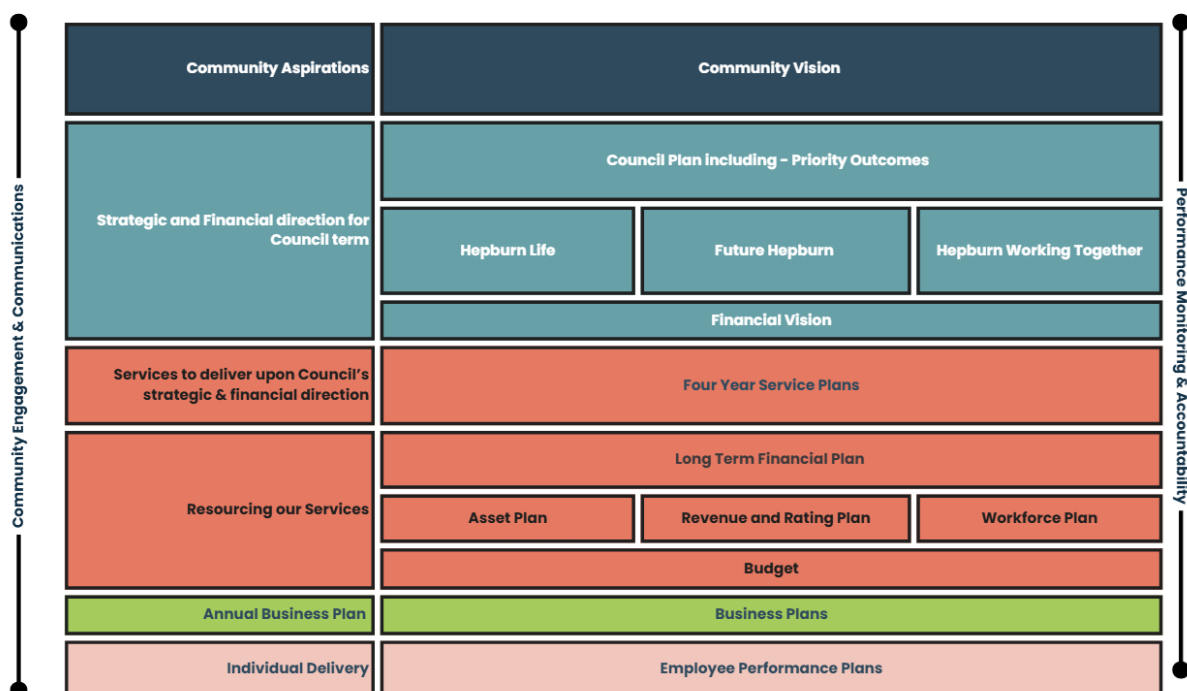 Community Engagement & Communications
Community Aspirations
Community Vision
Strategic and Financial direction for
Council term
Council Plan including - Priority Outcomes
Hepburn Life
Future Hepburn
Hepburn Working Together
Financial Vision
Services to deliver upon Council's
strategic & financial direction
Four Year Service Plans
Resourcing our Services
Long Term Financial Plan
Asset Plan
Revenue and Rating Plan
Workforce Plan
Budget
Annual Business Plan
Business Plans
Individual Delivery
Employee Performance Plans
Performance Monitoring & Accountability